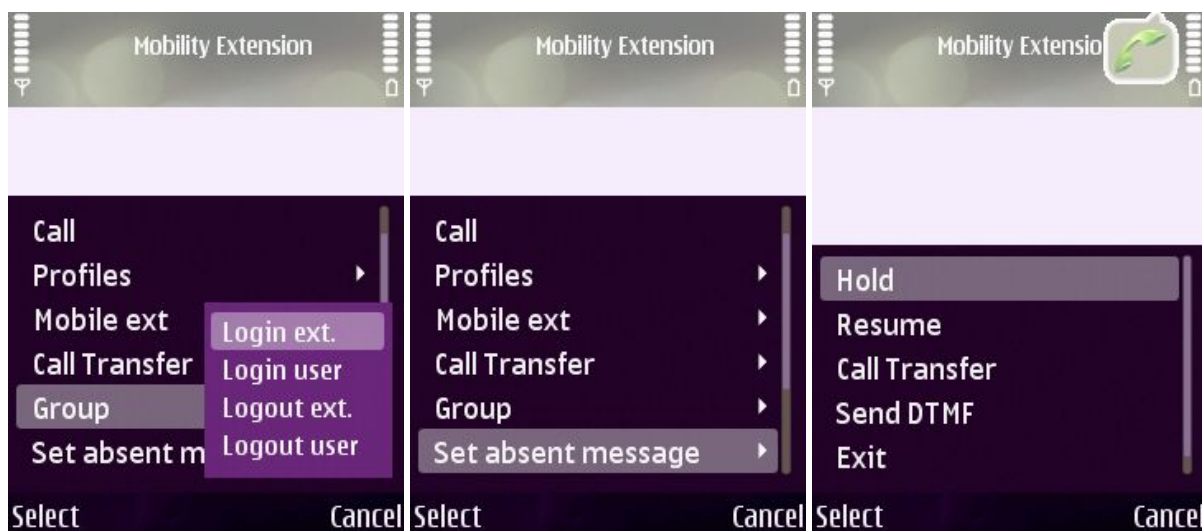 Mobility Extension
Call
Profiles
Mobile ext
Call Transfer
Group
Set absent m
Login ext.
Login user
Logout ext.
Logout user
Select Cancel
Mobility Extension
Call
Profiles
Mobile ext
Call Transfer
Group
Set absent message
Select Cancel
Mobility Extensio
Hold
Resume
Call Transfer
Send DTMF
Exit
Select Cance